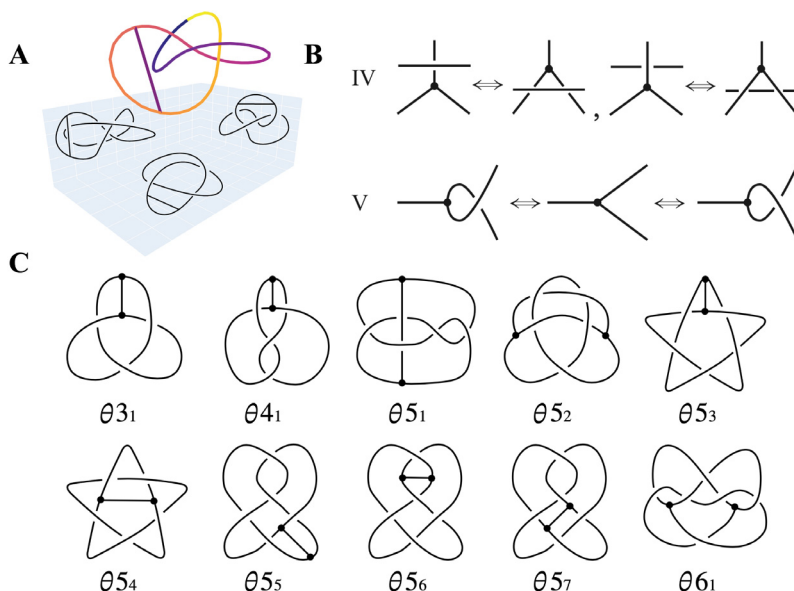 A
B
IV ⇔ , ⇔
V ⇔ ⇔
C
θ3₁ θ4₁ θ5₁ θ5₂ θ5₃
θ5₄ θ5₅ θ5₆ θ5₇ θ6₁